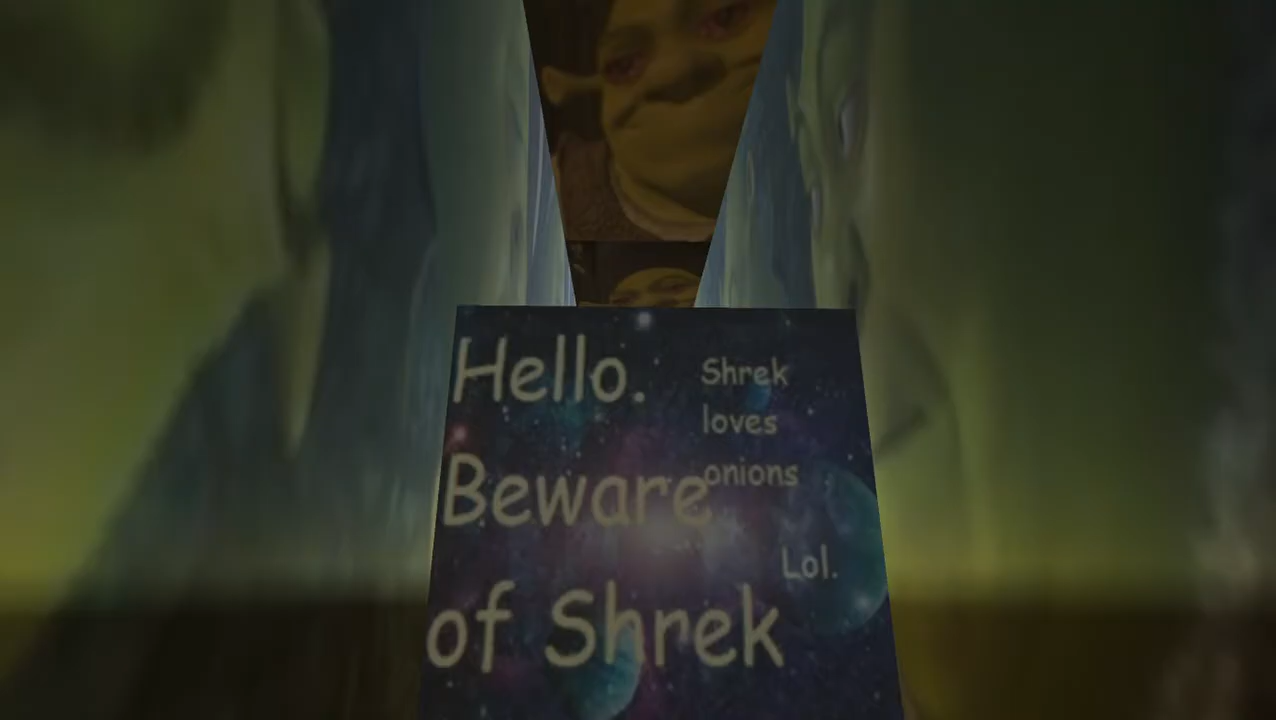 Hello.
Beware
of Shrek
Shrek
loves
onions
Lol.